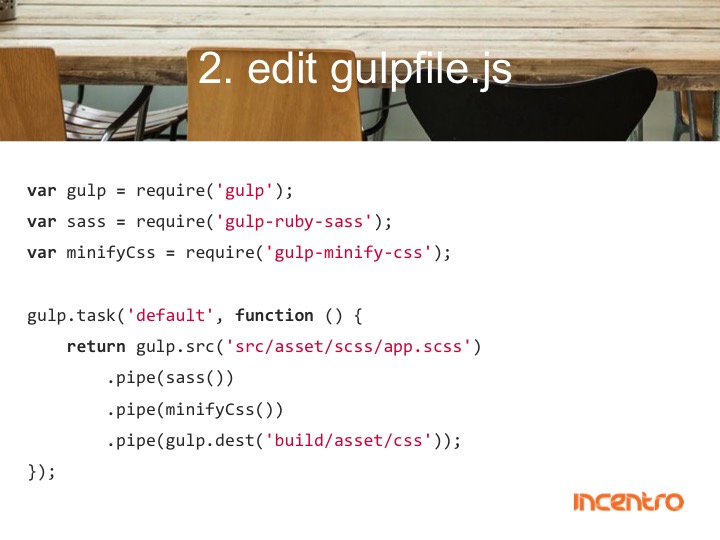 2. edit gulpfile.js
var gulp = require('gulp');
var sass = require('gulp-ruby-sass');
var minifyCss = require('gulp-minify-css');
gulp.task('default', function () {
    return gulp.src('src/asset/scss/app.scss')
        .pipe(sass())
        .pipe(minifyCss())
        .pipe(gulp.dest('build/asset/css'));
});
incentro